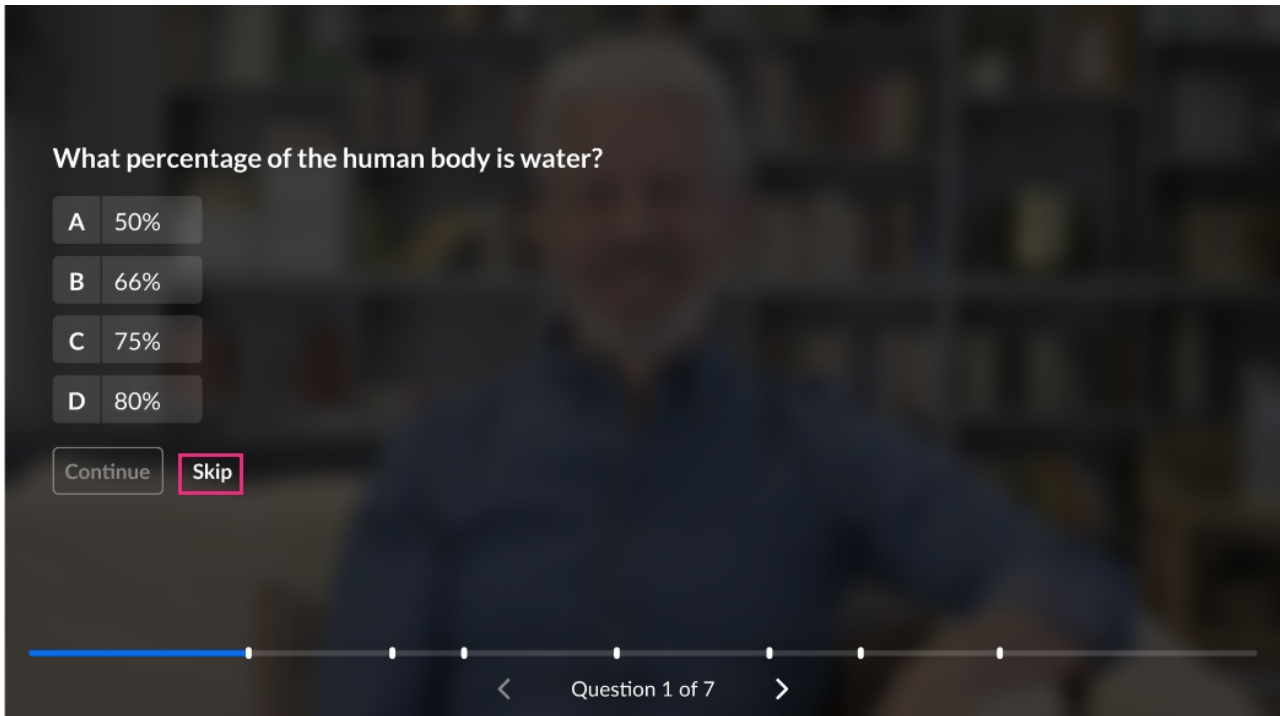 What percentage of the human body is water?
A 50%
B 66%
C 75%
D 80%
Continue Skip
Question 1 of 7